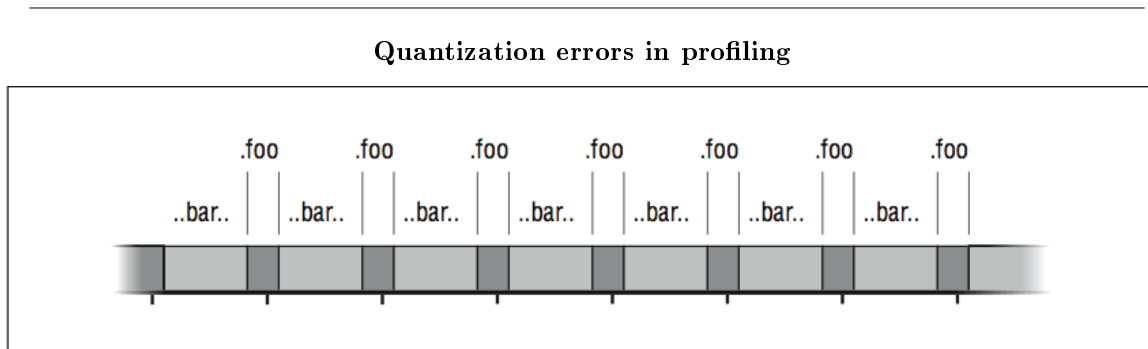 Quantization errors in profiling
.foo .foo .foo .foo .foo .foo .foo
..bar.. ..bar.. ..bar.. ..bar.. ..bar.. ..bar.. ..bar..